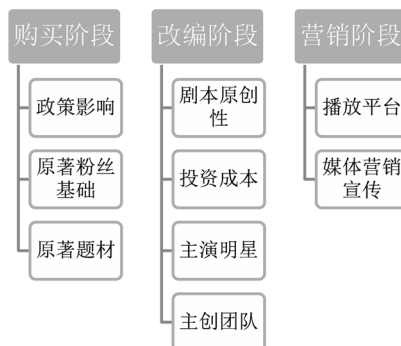 购买阶段
政策影响
原著粉丝
基础
原著题材
改编阶段
剧本原创
性
投资成本
主演明星
主创团队
营销阶段
播放平台
媒体营销
宣传